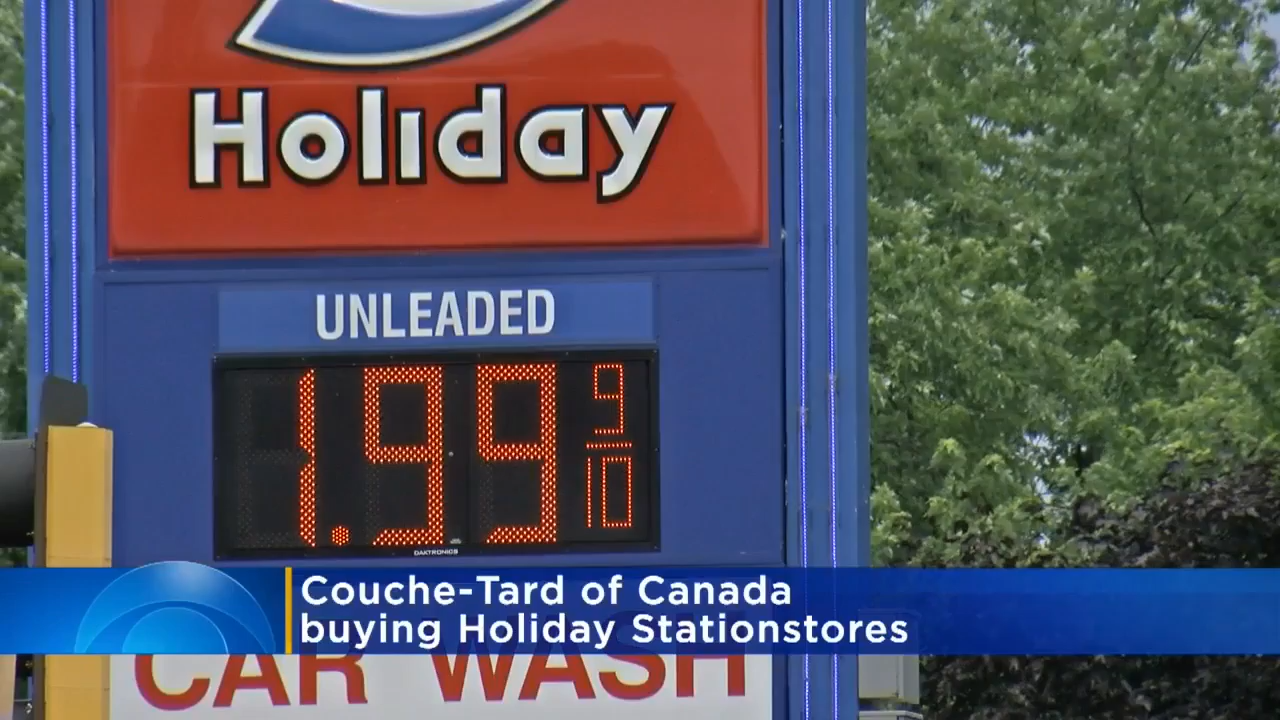 Holiday
UNLEADED
1.99 9/10
DAKTRONICS
Couche-Tard of Canada
buying Holiday Stationstores
CAR WASH